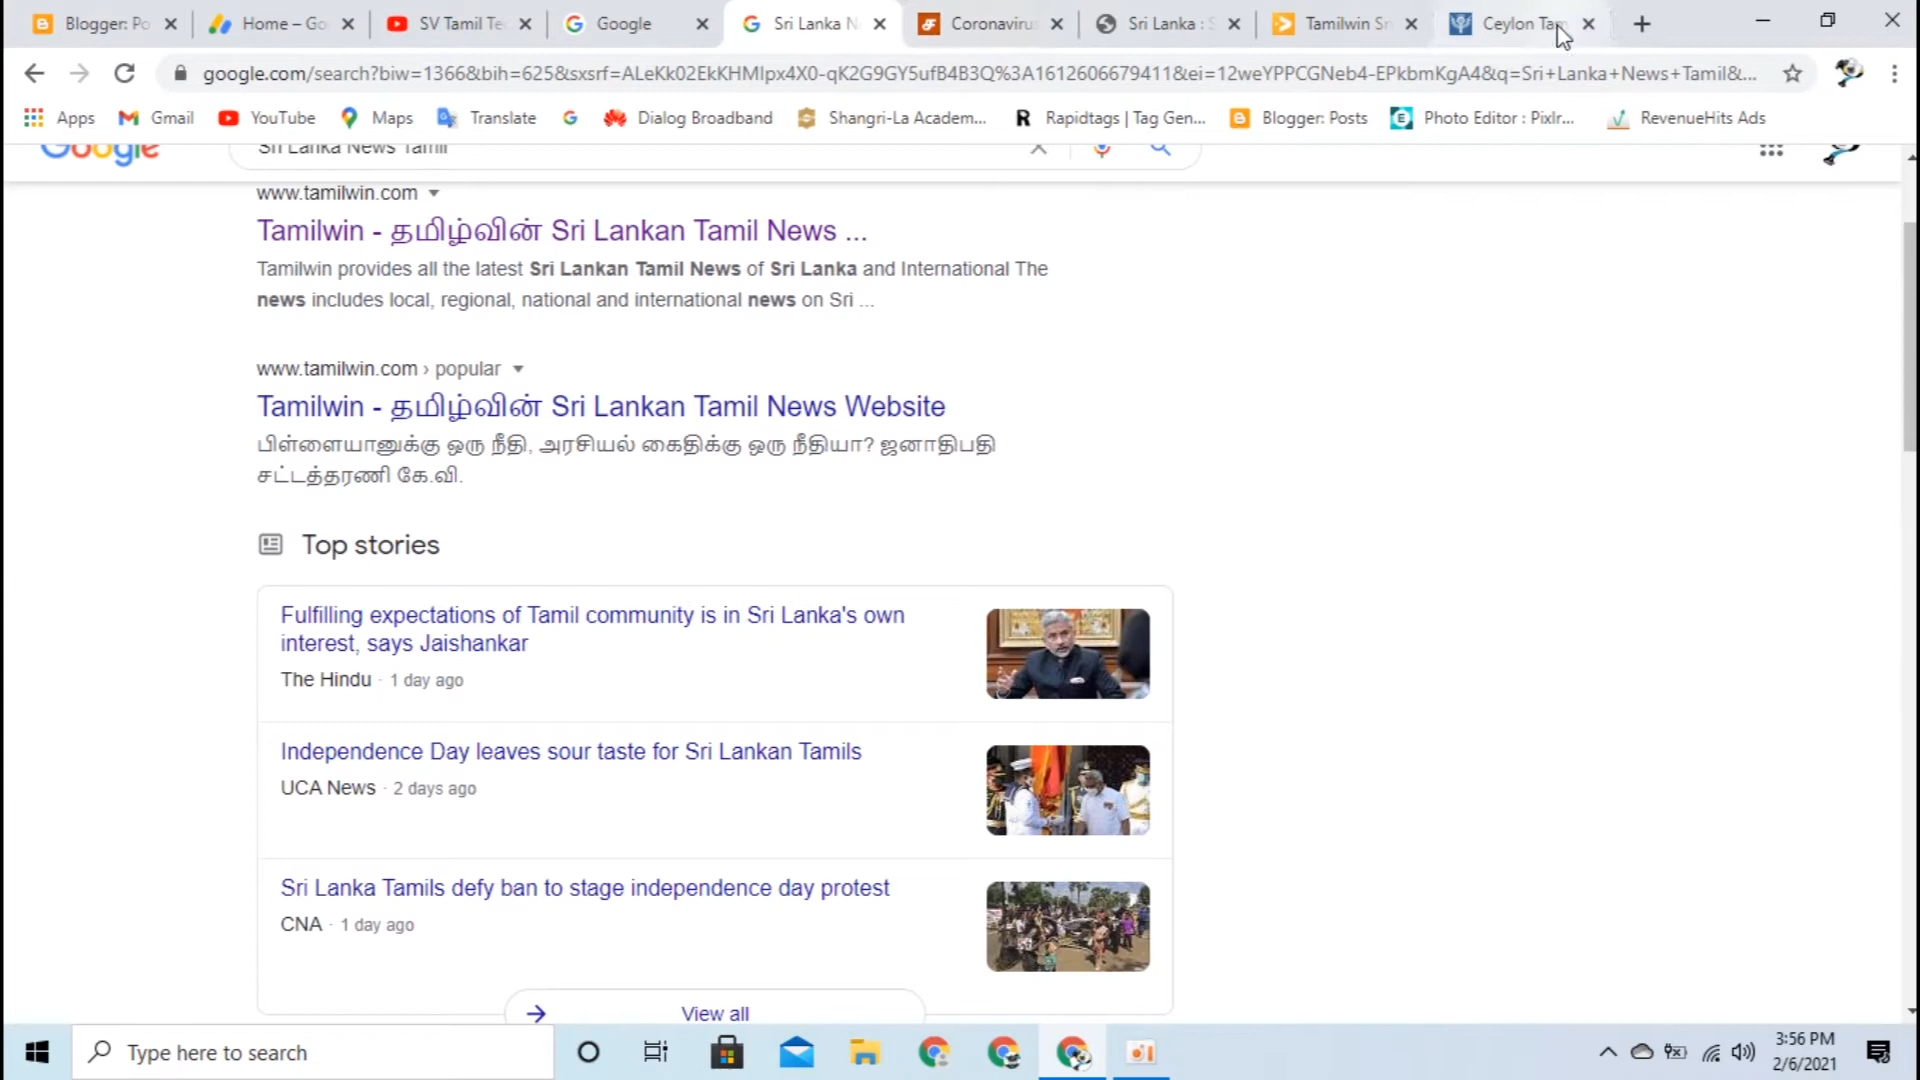 Blogger: Po
Home – Go
SV Tamil Te
Google
Sri Lanka N
Coronaviru
Sri Lanka : S
Tamilwin Sr
Ceylon Tam
google.com/search?biw=1366&bih=625&sxsrf=ALeKk02EkKHMlpx4X0-qK2G9GY5ufB4B3Q%3A1612606679411&ei=12weYPPCGNeb4-EPkbmKgA4&q=Sri+Lanka+News+Tamil&...
Apps
Gmail
YouTube
Maps
Translate
Dialog Broadband
Shangri-La Academ...
Rapidtags | Tag Gen...
Blogger: Posts
Photo Editor : Pixlr...
RevenueHits Ads
Google
Sri Lanka News Tamil
www.tamilwin.com
Tamilwin - தமிழ்வின் Sri Lankan Tamil News ...
Tamilwin provides all the latest Sri Lankan Tamil News of Sri Lanka and International The
news includes local, regional, national and international news on Sri ...
www.tamilwin.com › popular
Tamilwin - தமிழ்வின் Sri Lankan Tamil News Website
பிள்ளையானுக்கு ஒரு நீதி, அரசியல் கைதிக்கு ஒரு நீதியா? ஜனாதிபதி
சட்டத்தரணி கே.வி.
Top stories
Fulfilling expectations of Tamil community is in Sri Lanka's own
interest, says Jaishankar
The Hindu · 1 day ago
Independence Day leaves sour taste for Sri Lankan Tamils
UCA News · 2 days ago
Sri Lanka Tamils defy ban to stage independence day protest
CNA · 1 day ago
View all
Type here to search
3:56 PM
2/6/2021